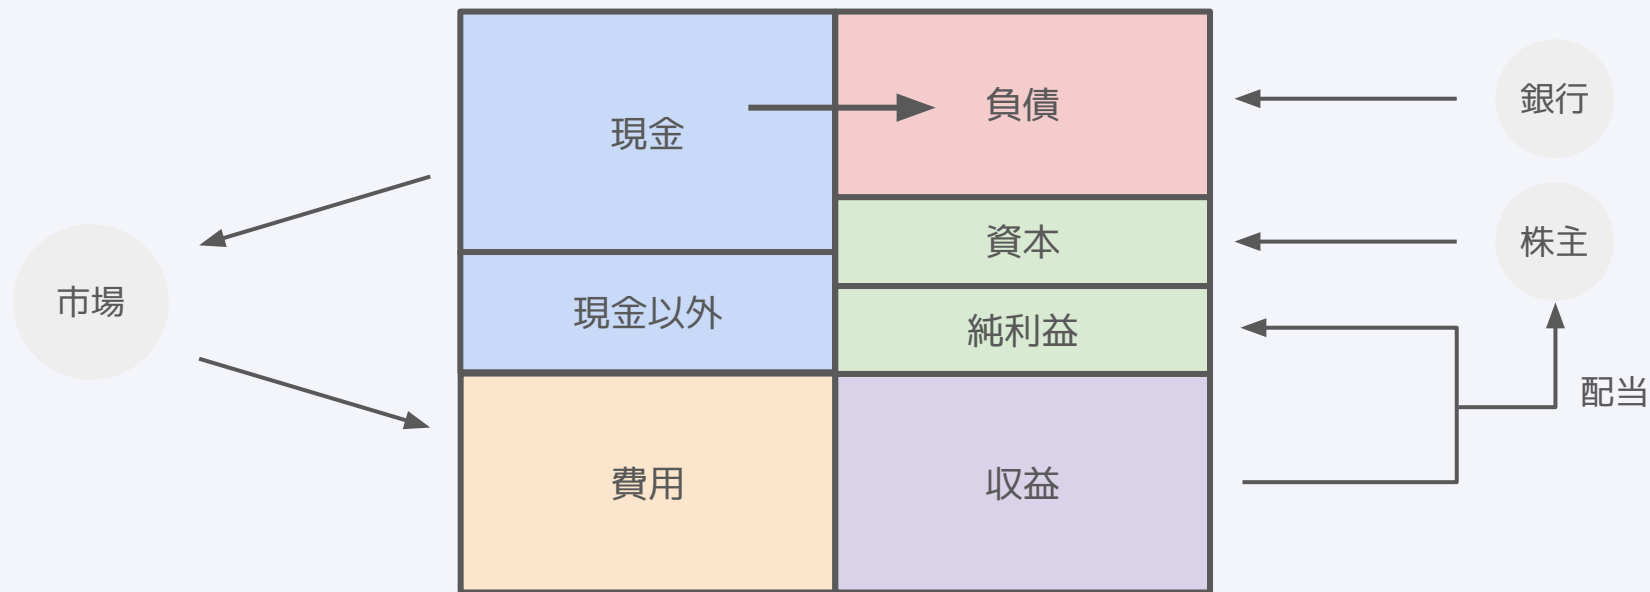 現金
負債
銀行
資本
株主
市場
現金以外
純利益
配当
費用
収益